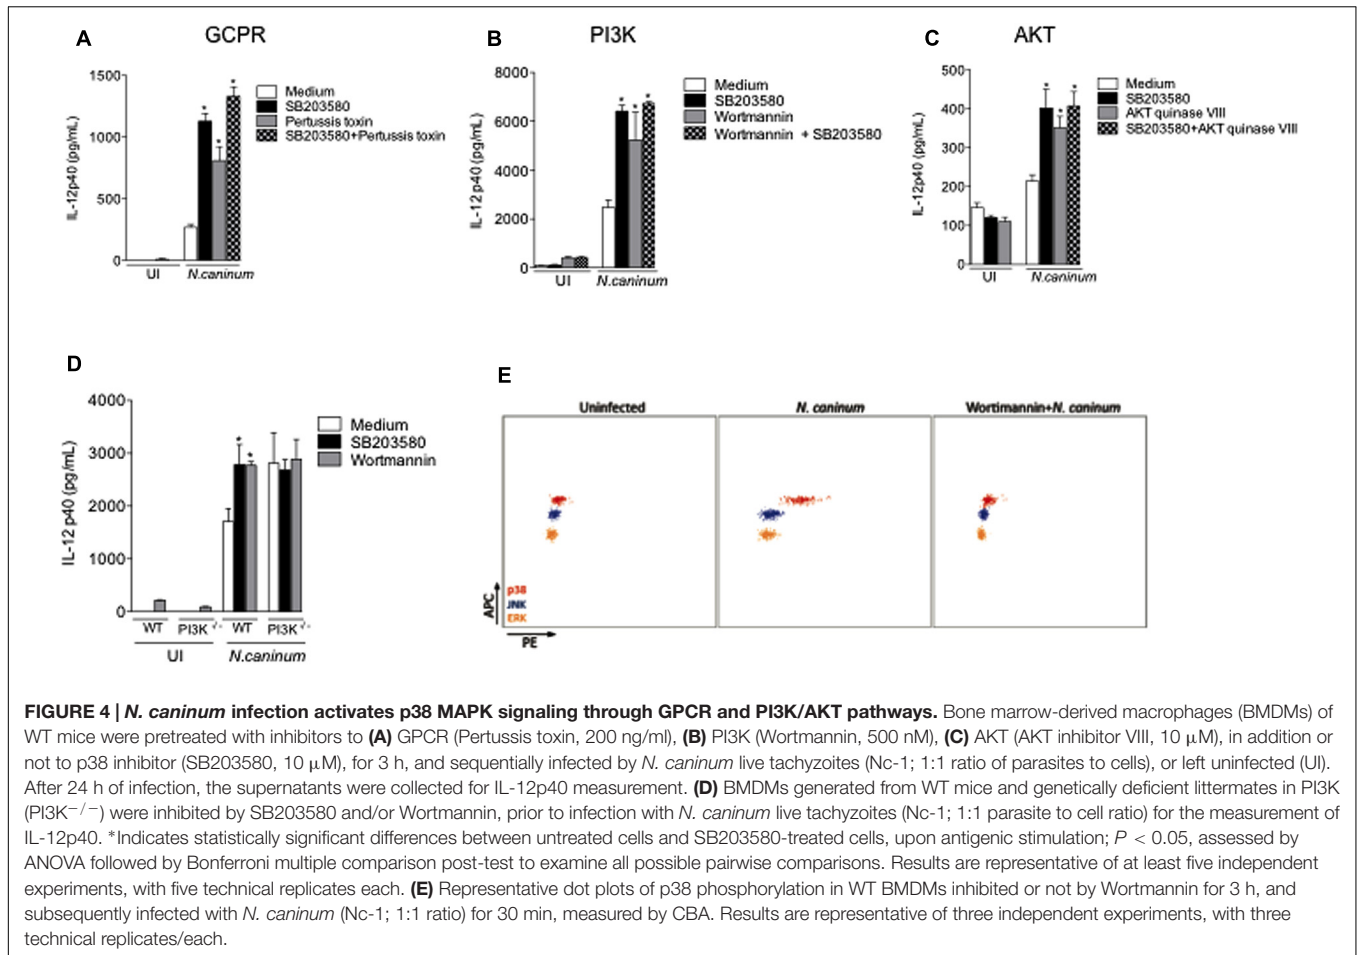 A GCPR
1500
1000
500
0
IL-12p40 (pg/mL)
Medium
SB203580
Pertussis toxin
SB203580+Pertussis toxin
* * * *
UI N.caninum
B PI3K
8000
6000
4000
2000
0
IL-12 p40 (pg/mL)
Medium
SB203580
Wortmannin
Wortmannin + SB203580
* * *
UI N.caninum
C AKT
500
400
300
200
100
0
IL-12p40 (pg/mL)
Medium
SB203580
AKT quinase VIII
SB203580+AKT quinase VIII
* * *
UI N.caninum
D
4000
3000
2000
1000
0
IL-12 p40 (pg/mL)
Medium
SB203580
Wortmannin
* *
WT PI3K-/- WT PI3K-/-
UI N.caninum
E
Uninfected N. caninum Wortimannin+N. caninum
p38
JNK
ERK
APC
PE
FIGURE 4 | N. caninum infection activates p38 MAPK signaling through GPCR and PI3K/AKT pathways. Bone marrow-derived macrophages (BMDMs) of
WT mice were pretreated with inhibitors to (A) GPCR (Pertussis toxin, 200 ng/ml), (B) PI3K (Wortmannin, 500 nM), (C) AKT (AKT inhibitor VIII, 10 μM), in addition or
not to p38 inhibitor (SB203580, 10 μM), for 3 h, and sequentially infected by N. caninum live tachyzoites (Nc-1; 1:1 ratio of parasites to cells), or left uninfected (UI).
After 24 h of infection, the supernatants were collected for IL-12p40 measurement. (D) BMDMs generated from WT mice and genetically deficient littermates in PI3K
(PI3K−/−) were inhibited by SB203580 and/or Wortmannin, prior to infection with N. caninum live tachyzoites (Nc-1; 1:1 parasite to cell ratio) for the measurement of
IL-12p40. *Indicates statistically significant differences between untreated cells and SB203580-treated cells, upon antigenic stimulation; P < 0.05, assessed by
ANOVA followed by Bonferroni multiple comparison post-test to examine all possible pairwise comparisons. Results are representative of at least five independent
experiments, with five technical replicates each. (E) Representative dot plots of p38 phosphorylation in WT BMDMs inhibited or not by Wortmannin for 3 h, and
subsequently infected with N. caninum (Nc-1; 1:1 ratio) for 30 min, measured by CBA. Results are representative of three independent experiments, with three
technical replicates/each.